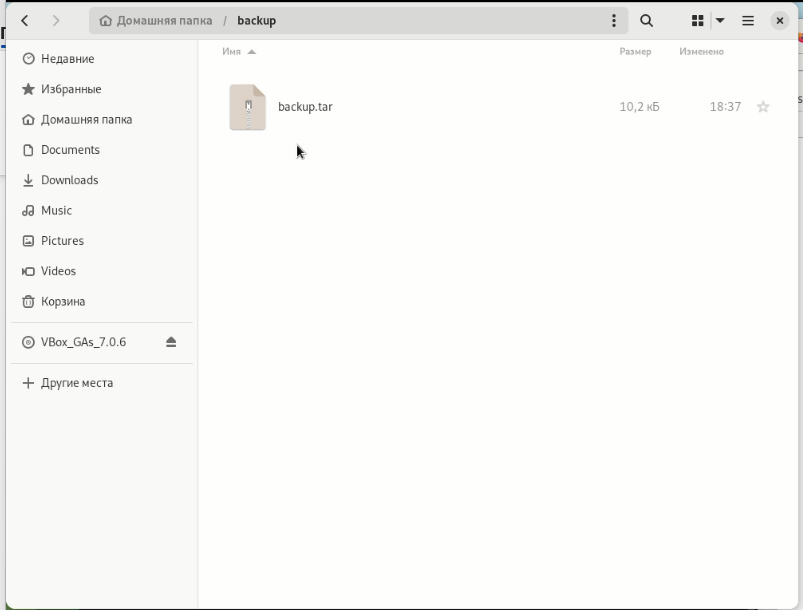 Домашняя папка / backup
Имя Размер Изменено
Недавние
Избранные
Домашняя папка
Documents
Downloads
Music
Pictures
Videos
Корзина
VBox_GAs_7.0.6
Другие места
backup.tar 10,2 кБ 18:37